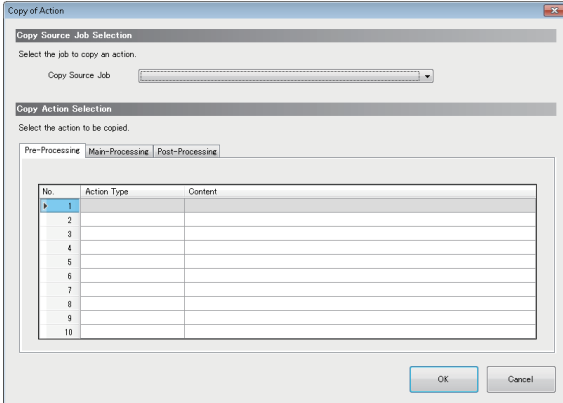 Copy of Action
Copy Source Job Selection
Select the job to copy an action.
Copy Source Job
Copy Action Selection
Select the action to be copied.
Pre-Processing Main-Processing Post-Processing
No. Action Type Content
1
2
3
4
5
6
7
8
9
10
OK Cancel